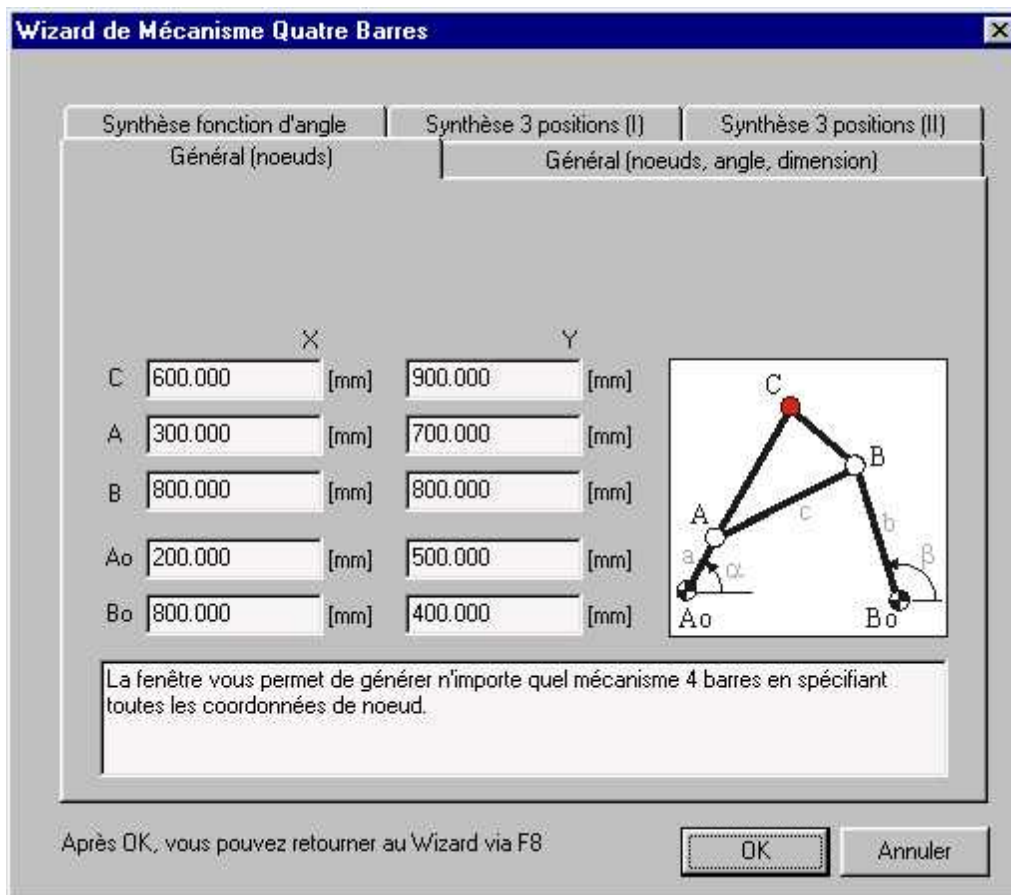 Wizard de Mécanisme Quatre Barres
Synthèse fonction d'angle
Synthèse 3 positions (I)
Synthèse 3 positions (II)
Général (noeuds)
Général (noeuds, angle, dimension)
X Y
C 600.000 [mm] 900.000 [mm]
A 300.000 [mm] 700.000 [mm]
B 800.000 [mm] 800.000 [mm]
Ao 200.000 [mm] 500.000 [mm]
Bo 800.000 [mm] 400.000 [mm]
C
B
A
c
b
a
α
β
Ao
Bo
La fenêtre vous permet de générer n'importe quel mécanisme 4 barres en spécifiant
toutes les coordonnées de noeud.
Après OK, vous pouvez retourner au Wizard via F8
OK
Annuler